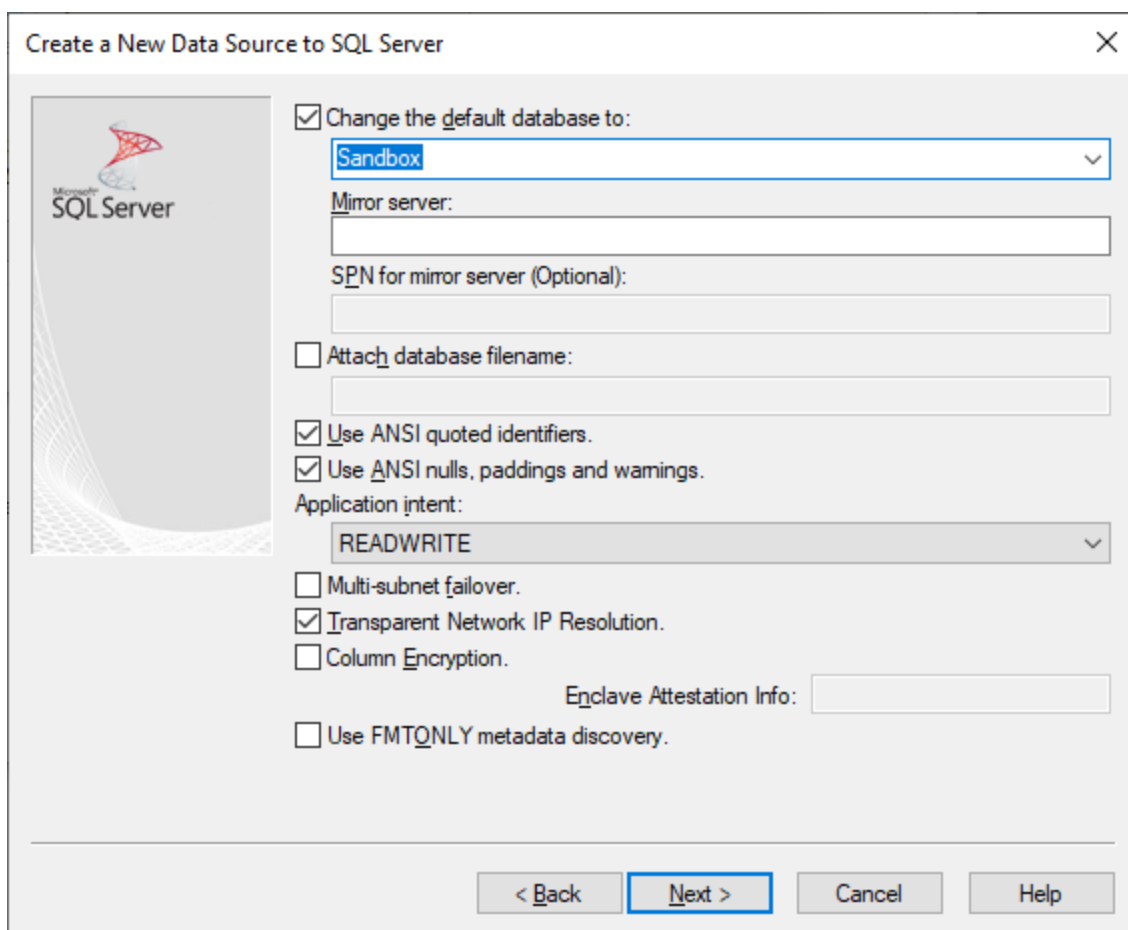 Create a New Data Source to SQL Server
Microsoft
SQL Server
Change the default database to:
Sandbox
Mirror server:
SPN for mirror server (Optional):
Attach database filename:
Use ANSI quoted identifiers.
Use ANSI nulls, paddings and warnings.
Application intent:
READWRITE
Multi-subnet failover.
Transparent Network IP Resolution.
Column Encryption.
Enclave Attestation Info:
Use FMTONLY metadata discovery.
< Back Next > Cancel Help